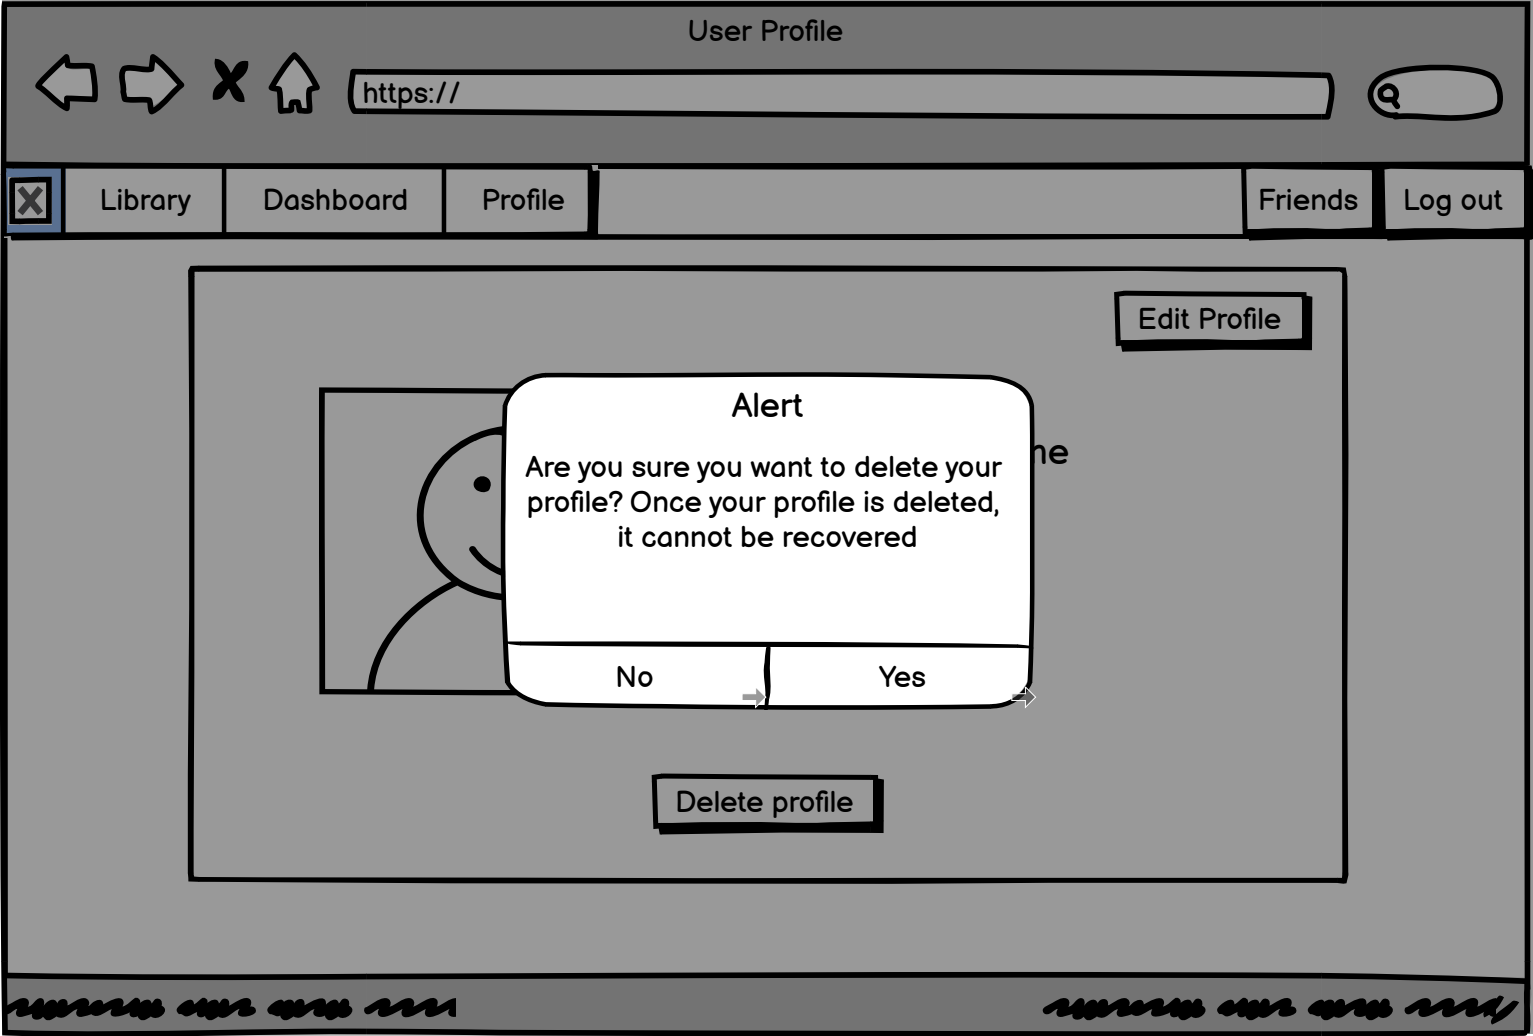 User Profile
https://
Library
Dashboard
Profile
Friends
Log out
Edit Profile
Alert
Are you sure you want to delete your
profile? Once your profile is deleted,
it cannot be recovered
No
Yes
Delete profile